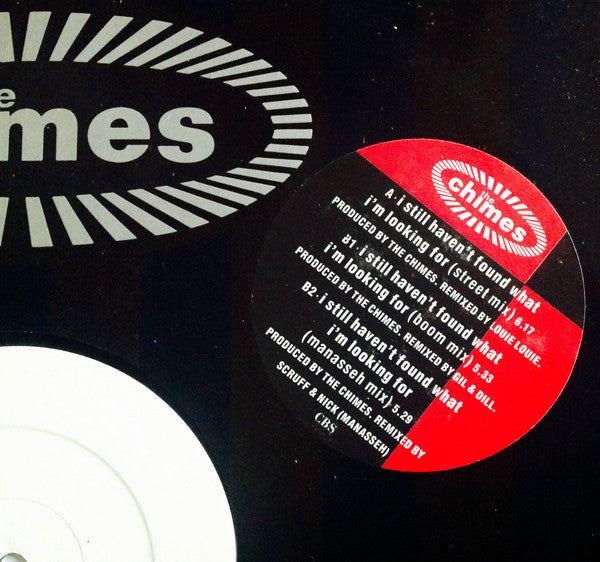 e
mes
the
chimes
A · i still haven't found what
i'm looking for (street mix) 6.17
PRODUCED BY THE CHIMES. REMIXED BY LOUIE LOUIE.
B1 · i still haven't found what
i'm looking for (boom mix) 5.33
PRODUCED BY THE CHIMES. REMIXED BY GIL & DILL.
B2 · i still haven't found what
i'm looking for
(manasseh mix) 5.29
PRODUCED BY THE CHIMES. REMIXED BY
SCRUFF & NICK (MANASSEH)
CBS